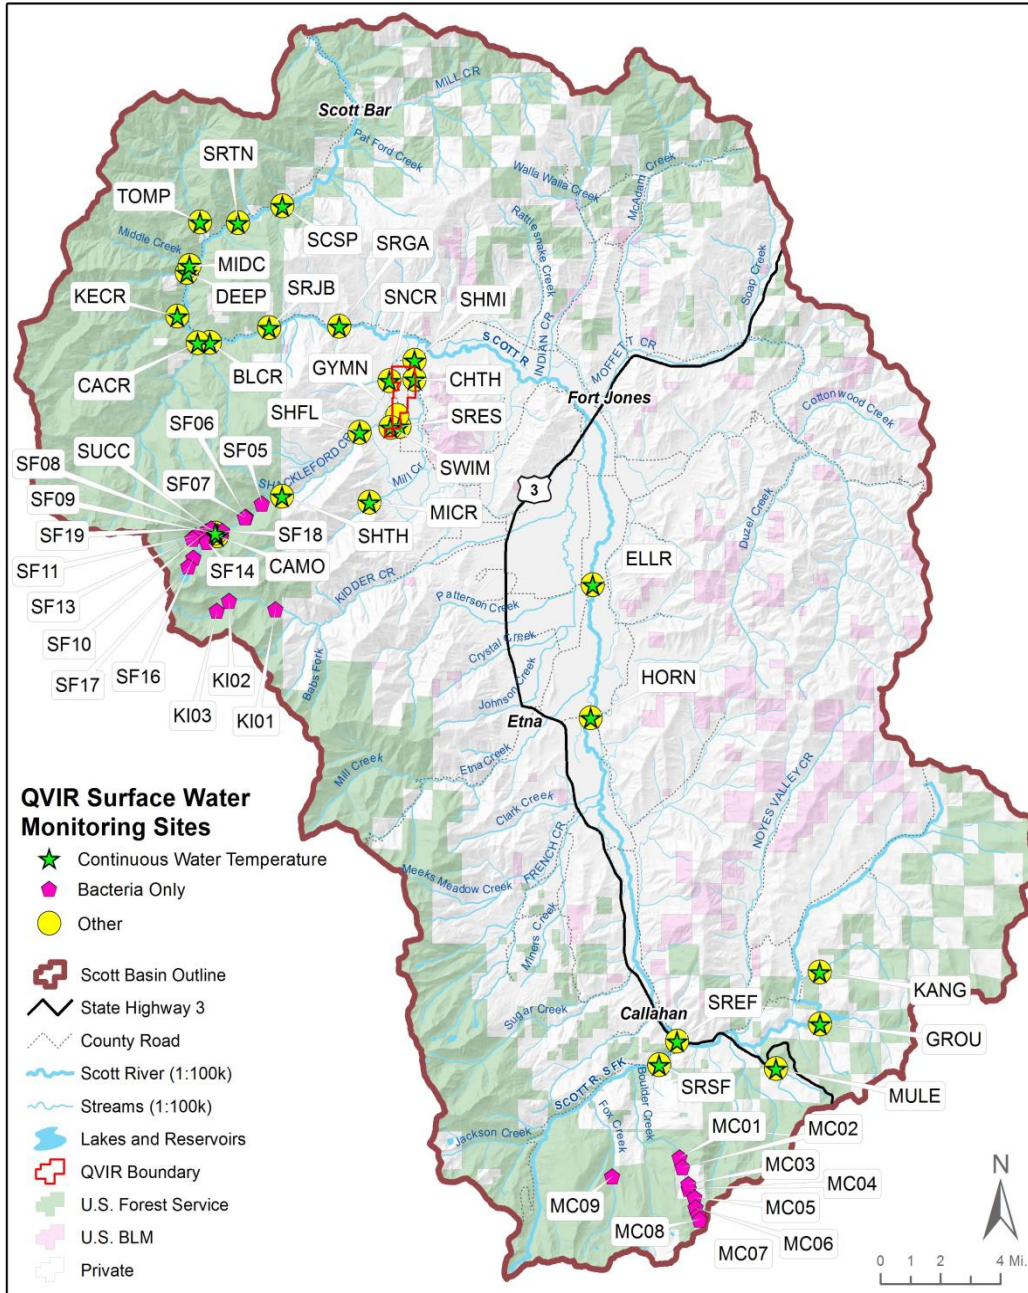 MILL CR
Scott Bar
Pat Ford Creek
SRTN
Walla Walla Creek
McAdam Creek
TOMP
Rattlesnake Creek
SCSP
SRGA
Middle Creek
MIDC
Soap Creek
DEEP
SRJB
SNCR
SHMI
KECR
INDIAN CR
SCOTT R
MOFFETT CR
GYMN
CACR
BLCR
CHTH
Fort Jones
Cottonwood Creek
SHFL
SRES
SF06
SUCC
SF05
SHACKLEFORD CR
SWIM
SF08
SF07
Mill Cr
3
SF09
MICR
Duzel Creek
SF19
SF18
SHTH
SF11
SF14
CAMO
ELLR
KIDDER CR
SF13
Patterson Creek
SF10
Crystal Creek
SF17
SF16
KI02
Babs Fork
Johnson Creek
HORN
KI03
KI01
Etna
Mill Creek
Etna Creek
NOYES VALLEY CR
QVIR Surface Water
Monitoring Sites
Clark Creek
Continuous Water Temperature
FRENCH CR
Meeks Meadow Creek
Bacteria Only
Other
Miners Creek
Scott Basin Outline
KANG
State Highway 3
Sugar Creek
Callahan
SREF
County Road
GROU
Scott River (1:100k)
SCOTT R, SFK
SRSF
MULE
Streams (1:100k)
Boulder Creek
Fox Creek
MC01
MC02
Lakes and Reservoirs
Jackson Creek
MC03
QVIR Boundary
MC04
N
MC09
MC05
U.S. Forest Service
MC08
MC06
U.S. BLM
MC07
Private
0 2 4 Mi.